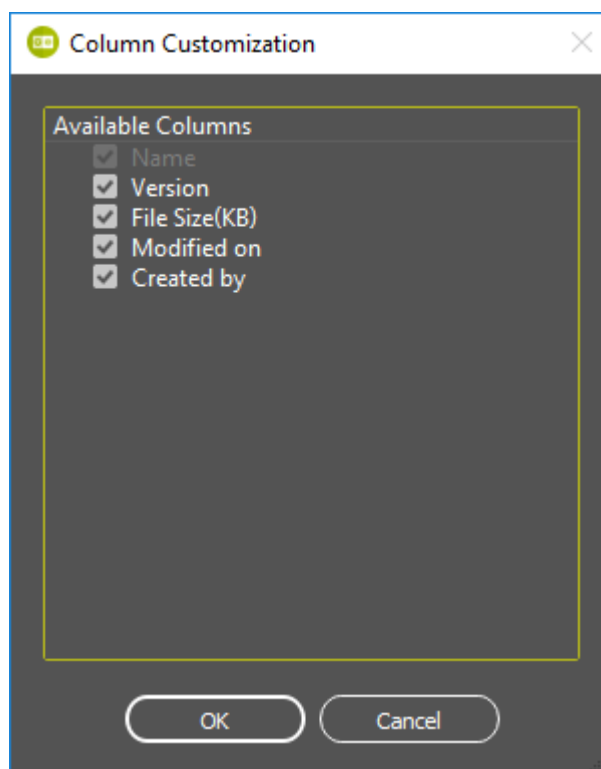 Column Customization
Available Columns
Name
Version
File Size(KB)
Modified on
Created by
OK
Cancel